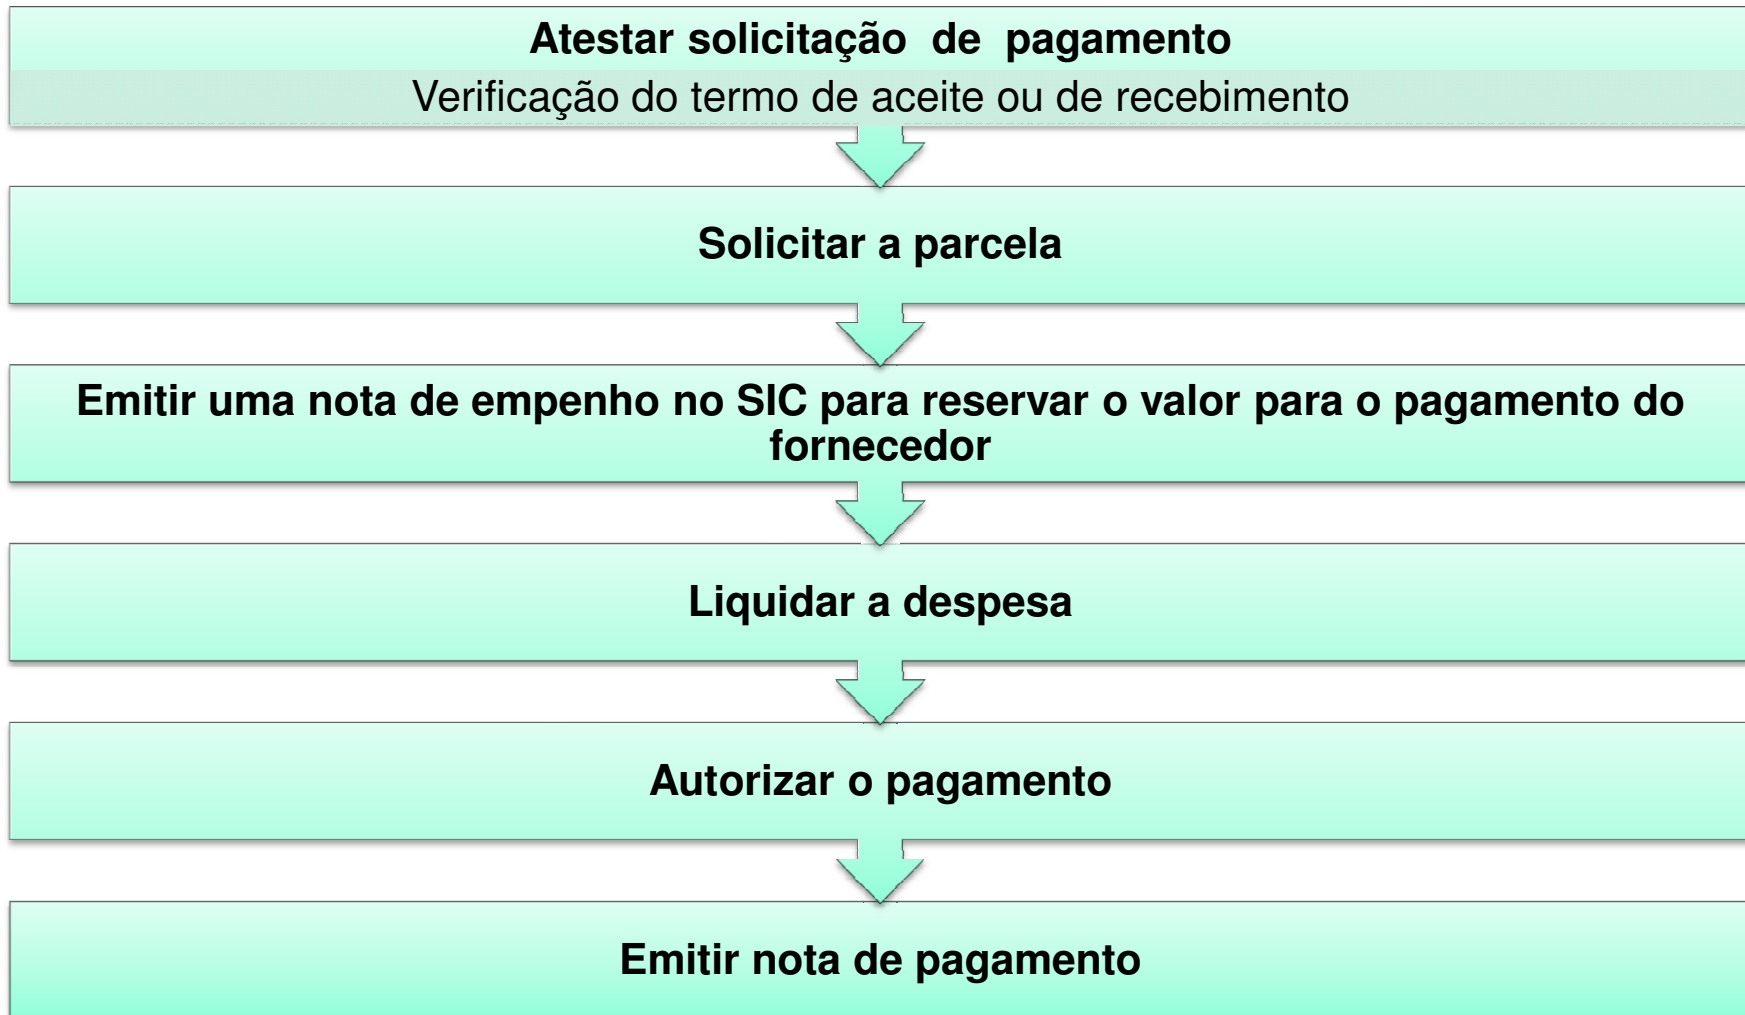 Atestar solicitação de pagamento
Verificação do termo de aceite ou de recebimento
Solicitar a parcela
Emitir uma nota de empenho no SIC para reservar o valor para o pagamento do
fornecedor
Liquidar a despesa
Autorizar o pagamento
Emitir nota de pagamento